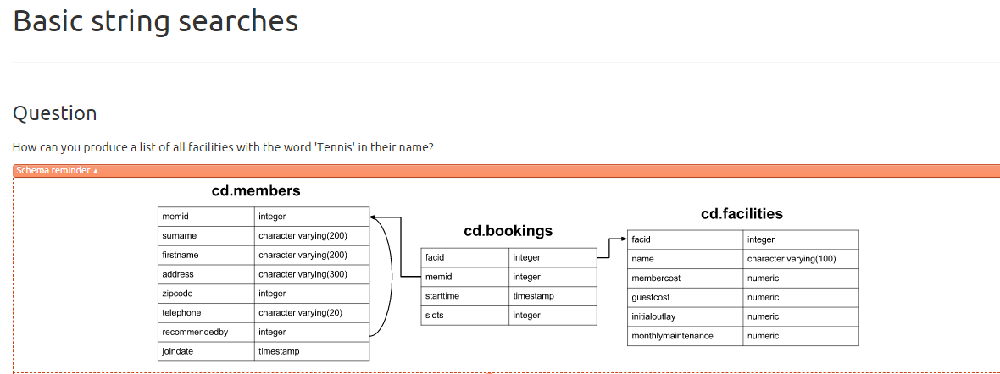 Basic string searches
Question
How can you produce a list of all facilities with the word 'Tennis' in their name?
Schema reminder ▲
cd.members
memid integer
surname character varying(200)
firstname character varying(200)
address character varying(300)
zipcode integer
telephone character varying(20)
recommendedby integer
joindate timestamp
cd.bookings
facid integer
memid integer
starttime timestamp
slots integer
cd.facilities
facid integer
name character varying(100)
membercost numeric
guestcost numeric
initialoutlay numeric
monthlymaintenance numeric